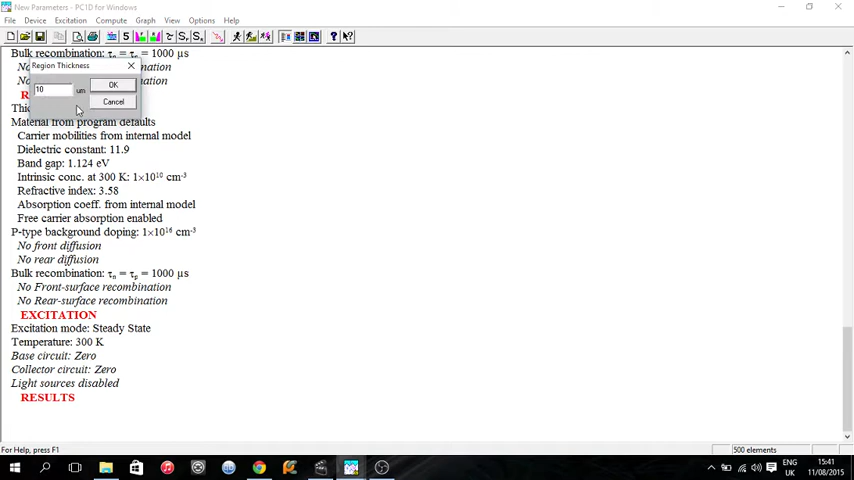 New Parameters - PC1D for Windows
File Device Excitation Compute Graph View Options Help
Bulk recombination: τn = τp = 1000 µs
Region Thickness
10 um OK
Cancel
Thic
Material from program defaults
Carrier mobilities from internal model
Dielectric constant: 11.9
Band gap: 1.124 eV
Intrinsic conc. at 300 K: 1×10¹⁰ cm⁻³
Refractive index: 3.58
Absorption coeff. from internal model
Free carrier absorption enabled
P-type background doping: 1×10¹⁶ cm⁻³
No front diffusion
No rear diffusion
Bulk recombination: τn = τp = 1000 µs
No Front-surface recombination
No Rear-surface recombination
EXCITATION
Excitation mode: Steady State
Temperature: 300 K
Base circuit: Zero
Collector circuit: Zero
Light sources disabled
RESULTS
For Help, press F1
500 elements
ENG
UK
15:41
11/08/2015